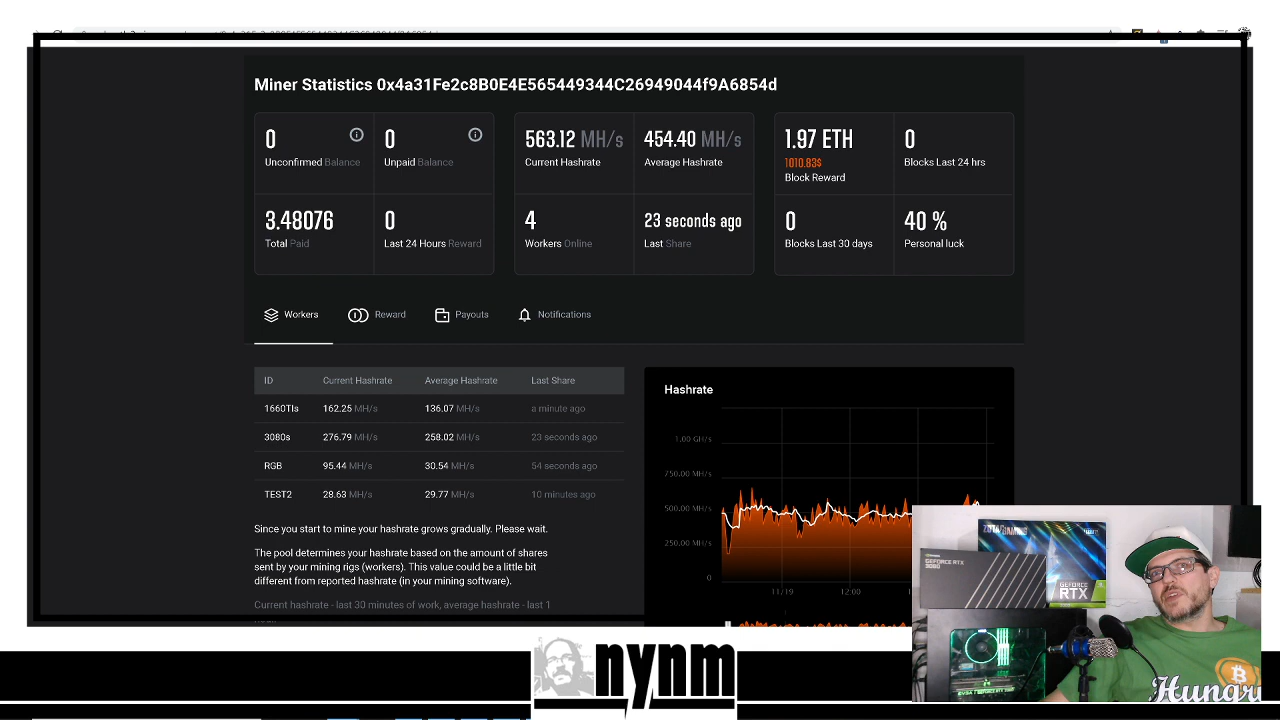 Miner Statistics 0x4a31Fe2c8B0E4E565449344C26949044f9A6854d
0
Unconfirmed Balance
0
Unpaid Balance
3.48076
Total Paid
0
Last 24 Hours Reward
563.12 MH/s
Current Hashrate
454.40 MH/s
Average Hashrate
4
Workers Online
23 seconds ago
Last Share
1.97 ETH
1010.83$
Block Reward
0
Blocks Last 24 hrs
0
Blocks Last 30 days
40 %
Personal luck
Workers
Reward
Payouts
Notifications
ID Current Hashrate Average Hashrate Last Share
1660TIs 162.25 MH/s 136.07 MH/s a minute ago
3080s 276.79 MH/s 258.02 MH/s 23 seconds ago
RGB 95.44 MH/s 30.54 MH/s 54 seconds ago
TEST2 28.63 MH/s 29.77 MH/s 10 minutes ago
Since you start to mine your hashrate grows gradually. Please wait.
The pool determines your hashrate based on the amount of shares
sent by your mining rigs (workers). This value could be a little bit
different from reported hashrate (in your mining software).
Current hashrate - last 30 minutes of work, average hashrate - last 1
Hashrate
1.00 GH/s
750.00 MH/s
500.00 MH/s
250.00 MH/s
0
11/19 12:00
GEFORCE RTX
GEFORCE
RTX
Hungr
nynm